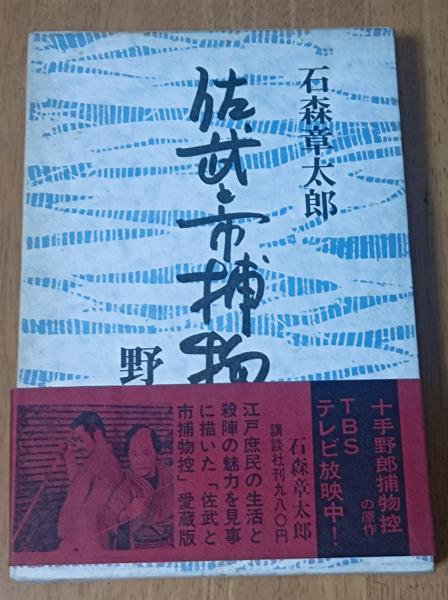 石森章太郎
佐武と市捕物
野
十手野郎捕物控の原作
TBS
テレビ放映中!
石森章太郎
講談社刊九八〇円
江戸庶民の生活と
殺陣の魅力を見事
に描いた「佐武と
市捕物控」愛蔵版